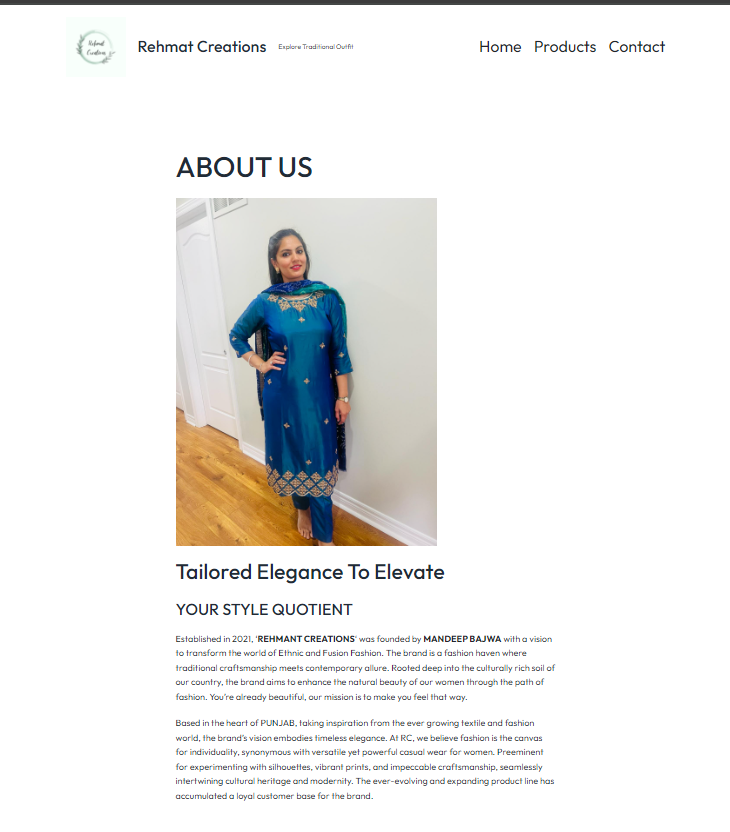 Rehmat
Creations
Rehmat Creations
Explore Traditional Outfit
Home Products Contact
ABOUT US
Tailored Elegance To Elevate
YOUR STYLE QUOTIENT
Established in 2021, 'REHMANT CREATIONS' was founded by MANDEEP BAJWA with a vision
to transform the world of Ethnic and Fusion Fashion. The brand is a fashion haven where
traditional craftsmanship meets contemporary allure. Rooted deep into the culturally rich soil of
our country, the brand aims to enhance the natural beauty of our women through the path of
fashion. You're already beautiful, our mission is to make you feel that way.
Based in the heart of PUNJAB, taking inspiration from the ever growing textile and fashion
world, the brand's vision embodies timeless elegance. At RC, we believe fashion is the canvas
for individuality, synonymous with versatile yet powerful casual wear for women. Preeminent
for experimenting with silhouettes, vibrant prints, and impeccable craftsmanship, seamlessly
intertwining cultural heritage and modernity. The ever-evolving and expanding product line has
accumulated a loyal customer base for the brand.